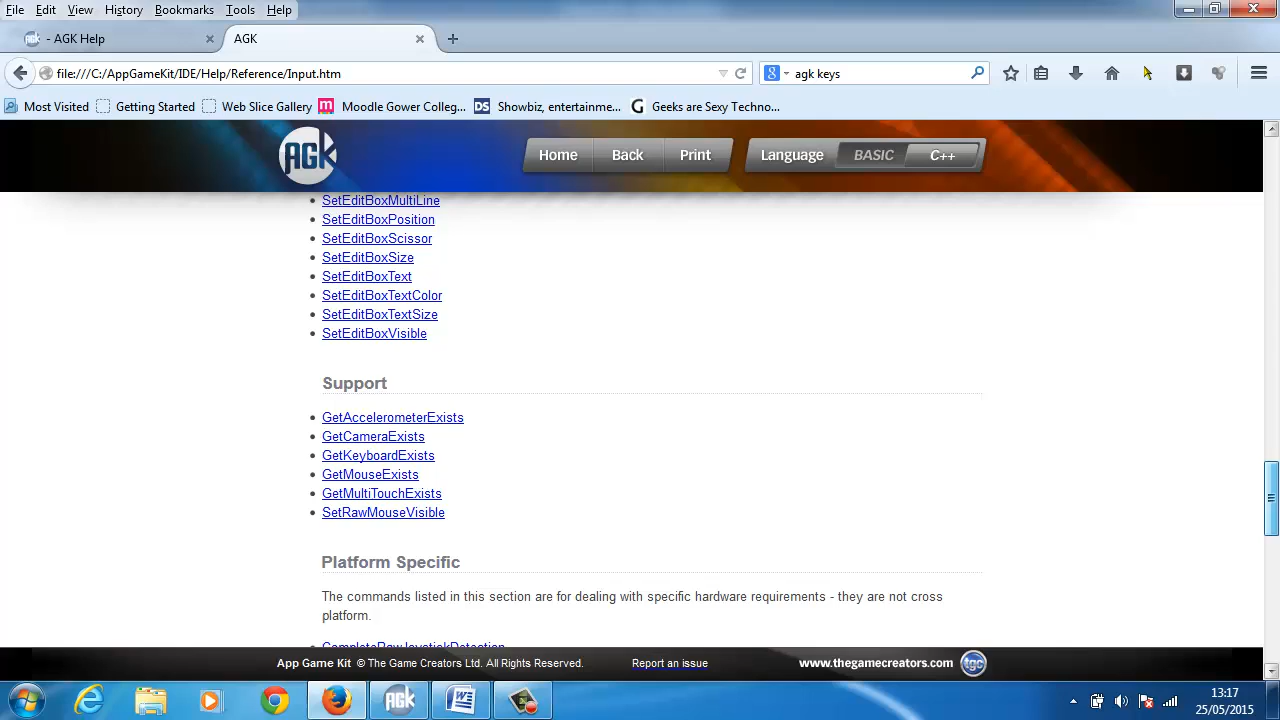 File Edit View History Bookmarks Tools Help
- AGK Help
AGK
file:///C:/AppGameKit/IDE/Help/Reference/Input.htm
agk keys
Most Visited Getting Started Web Slice Gallery Moodle Gower Colleg... DS Showbiz, entertainme... G Geeks are Sexy Techno...
AGK Home Back Print Language BASIC C++
SetEditBoxMultiLine
SetEditBoxPosition
SetEditBoxScissor
SetEditBoxSize
SetEditBoxText
SetEditBoxTextColor
SetEditBoxTextSize
SetEditBoxVisible
Support
GetAccelerometerExists
GetCameraExists
GetKeyboardExists
GetMouseExists
GetMultiTouchExists
SetRawMouseVisible
Platform Specific
The commands listed in this section are for dealing with specific hardware requirements - they are not cross
platform.
CompleteRawJoystickDetection
App Game Kit © The Game Creators Ltd. All Rights Reserved. Report an issue www.thegamecreators.com tgc
AGK
13:17
25/05/2015